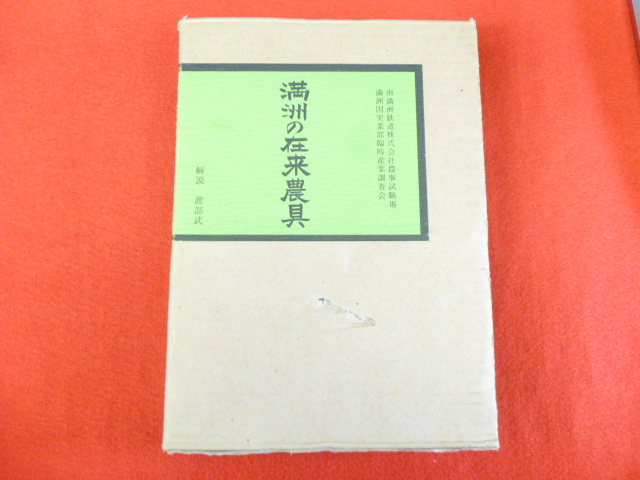 南満洲鉄道株式会社農事試験場
満洲国実業部臨時産業調査会
満洲の在来農具
解説 渡部武